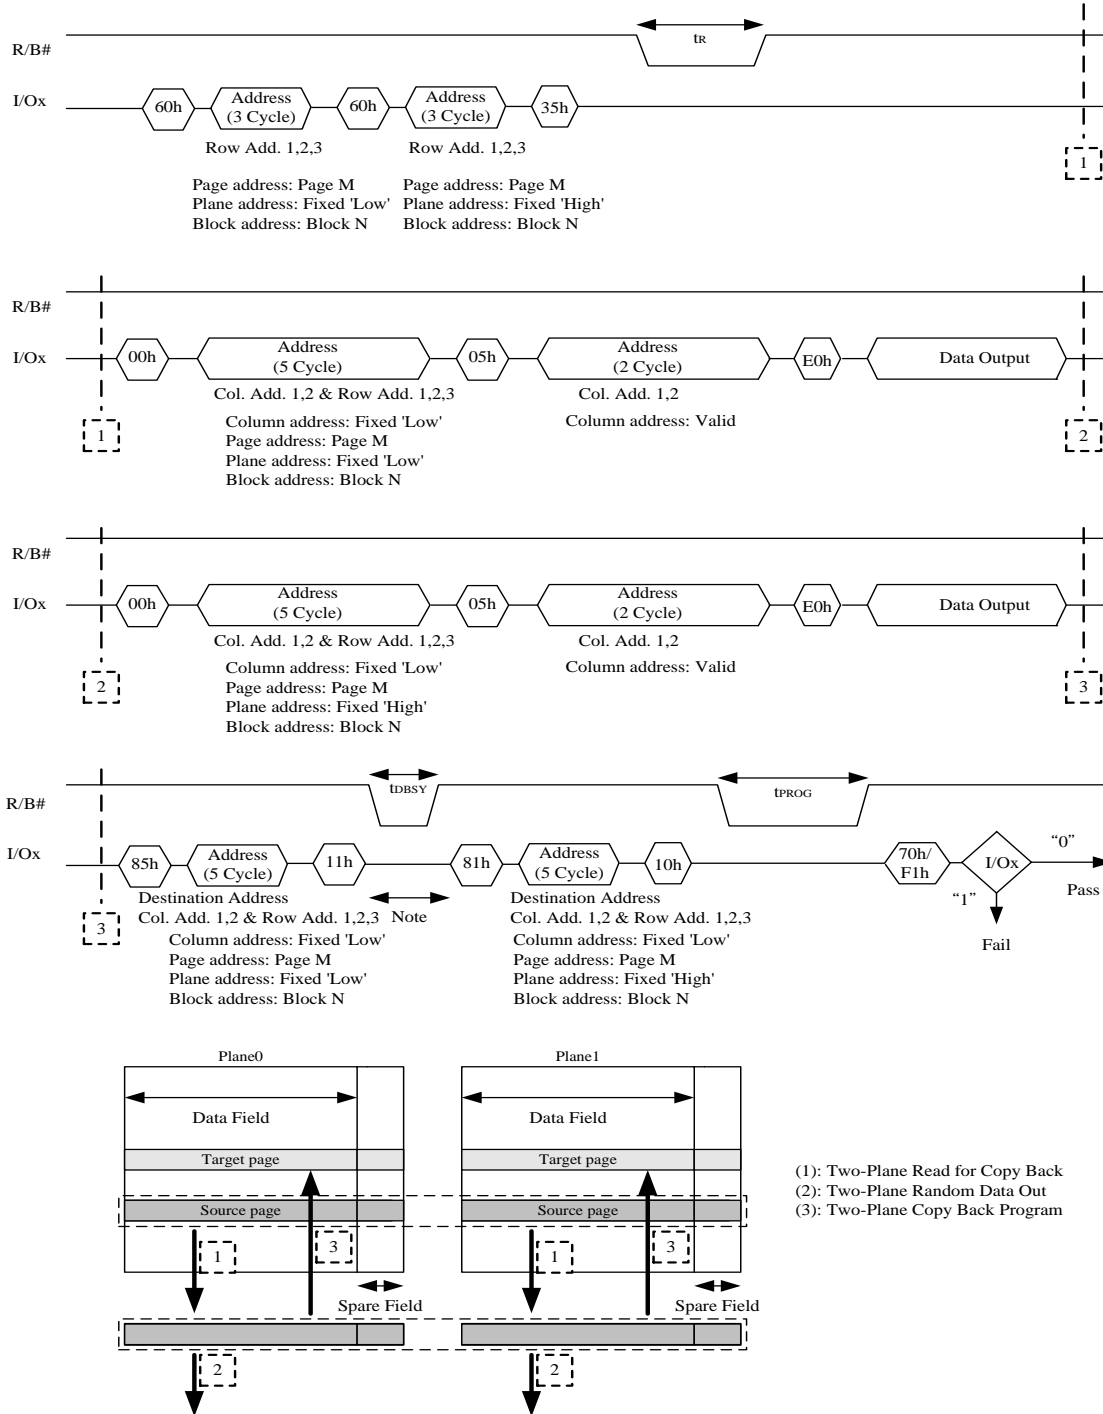 tR
R/B#
I/Ox
60h
Address
(3 Cycle)
60h
Address
(3 Cycle)
35h
Row Add. 1,2,3
Row Add. 1,2,3
1
Page address: Page M
Plane address: Fixed 'Low'
Block address: Block N
Page address: Page M
Plane address: Fixed 'High'
Block address: Block N
R/B#
I/Ox
00h
Address
(5 Cycle)
05h
Address
(2 Cycle)
E0h
Data Output
Col. Add. 1,2 & Row Add. 1,2,3
Col. Add. 1,2
1
Column address: Fixed 'Low'
Page address: Page M
Plane address: Fixed 'Low'
Block address: Block N
Column address: Valid
2
R/B#
I/Ox
00h
Address
(5 Cycle)
05h
Address
(2 Cycle)
E0h
Data Output
Col. Add. 1,2 & Row Add. 1,2,3
Col. Add. 1,2
2
Column address: Fixed 'Low'
Page address: Page M
Plane address: Fixed 'High'
Block address: Block N
Column address: Valid
3
tDBSY
tPROG
R/B#
I/Ox
85h
Address
(5 Cycle)
11h
81h
Address
(5 Cycle)
10h
70h/
F1h
I/Ox
“0”
Pass
“1”
Fail
3
Destination Address
Col. Add. 1,2 & Row Add. 1,2,3
Column address: Fixed 'Low'
Page address: Page M
Plane address: Fixed 'Low'
Block address: Block N
Note
Destination Address
Col. Add. 1,2 & Row Add. 1,2,3
Column address: Fixed 'Low'
Page address: Page M
Plane address: Fixed 'High'
Block address: Block N
Plane0
Plane1
Data Field
Data Field
Target page
Target page
Source page
Source page
1
3
1
3
Spare Field
Spare Field
2
2
(1): Two-Plane Read for Copy Back
(2): Two-Plane Random Data Out
(3): Two-Plane Copy Back Program